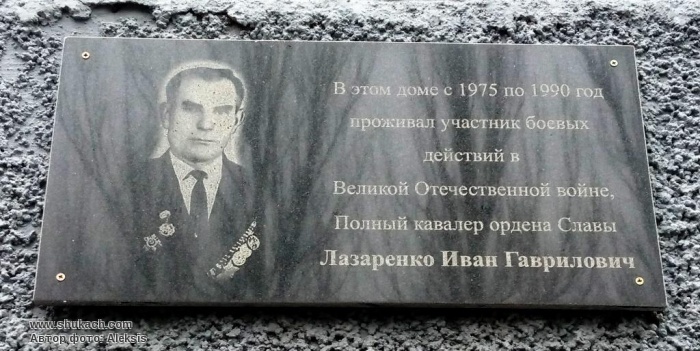 В этом доме с 1975 по 1990 год
проживал участник боевых
действий в
Великой Отечественной войне,
Полный кавалер ордена Славы
Лазаренко Иван Гаврилович
www.shukach.com
Автор фото: Aleksis